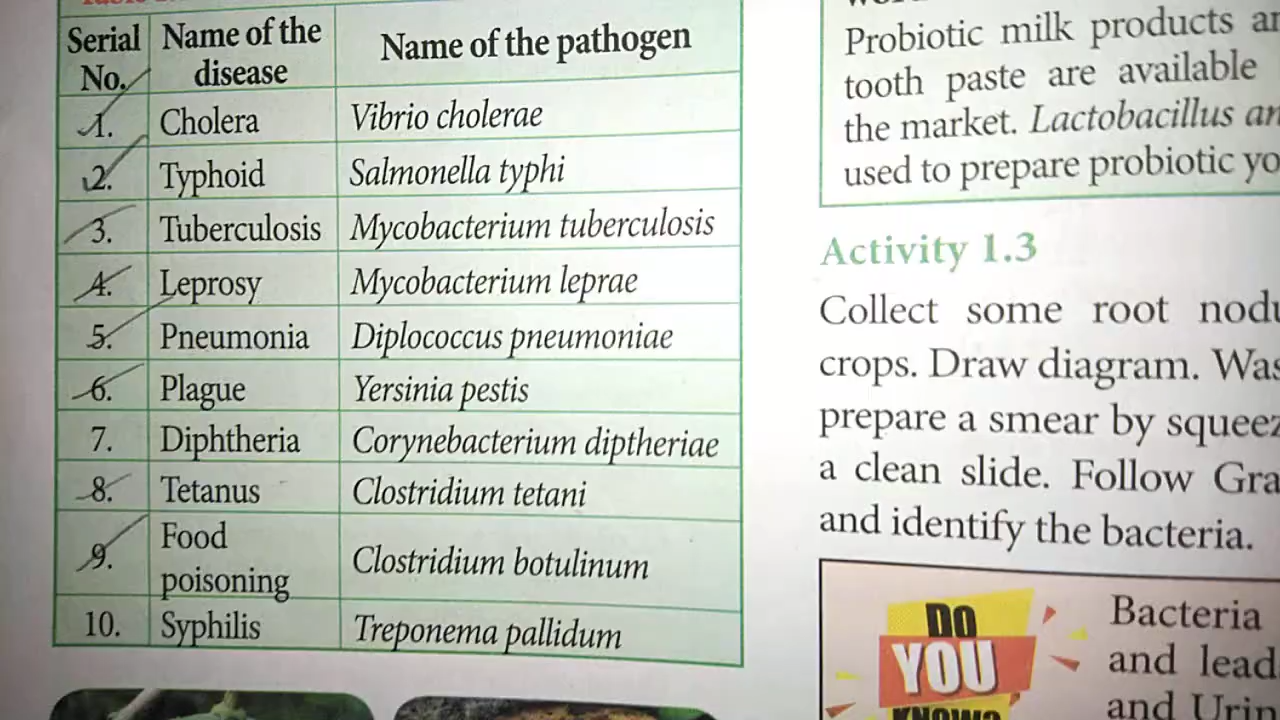 Serial No. Name of the disease Name of the pathogen
1. Cholera Vibrio cholerae
2. Typhoid Salmonella typhi
3. Tuberculosis Mycobacterium tuberculosis
4. Leprosy Mycobacterium leprae
5. Pneumonia Diplococcus pneumoniae
6. Plague Yersinia pestis
7. Diphtheria Corynebacterium diptheriae
8. Tetanus Clostridium tetani
9. Food poisoning Clostridium botulinum
10. Syphilis Treponema pallidum
Probiotic milk products
tooth paste are available
the market. Lactobacillus
used to prepare probiotic
Activity 1.3
Collect some root
crops. Draw diagram.
prepare a smear by
a clean slide. Follow
and identify the bacteria.
DO
YOU
KNOW?
Bacteria
and lead
and